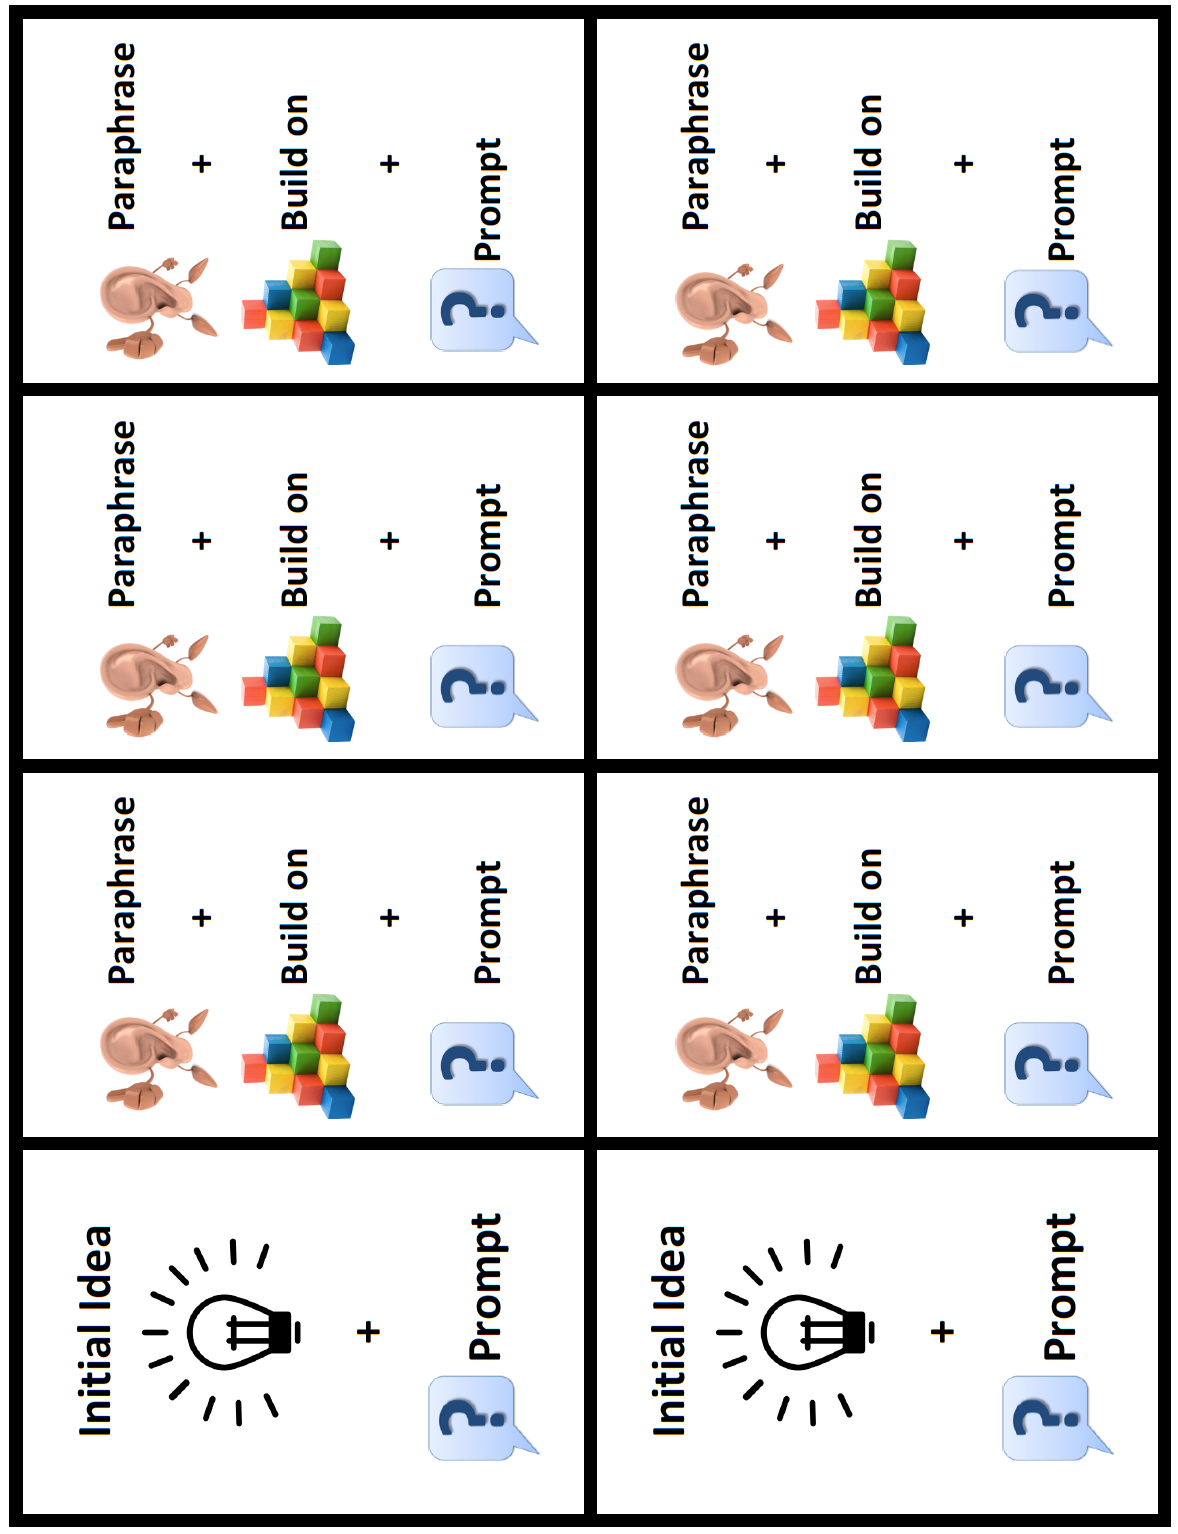 Initial Idea
+
Prompt
Paraphrase
+
Build on
+
Prompt
Paraphrase
+
Build on
+
Prompt
Paraphrase
+
Build on
+
Prompt
Initial Idea
+
Prompt
Paraphrase
+
Build on
+
Prompt
Paraphrase
+
Build on
+
Prompt
Paraphrase
+
Build on
+
Prompt